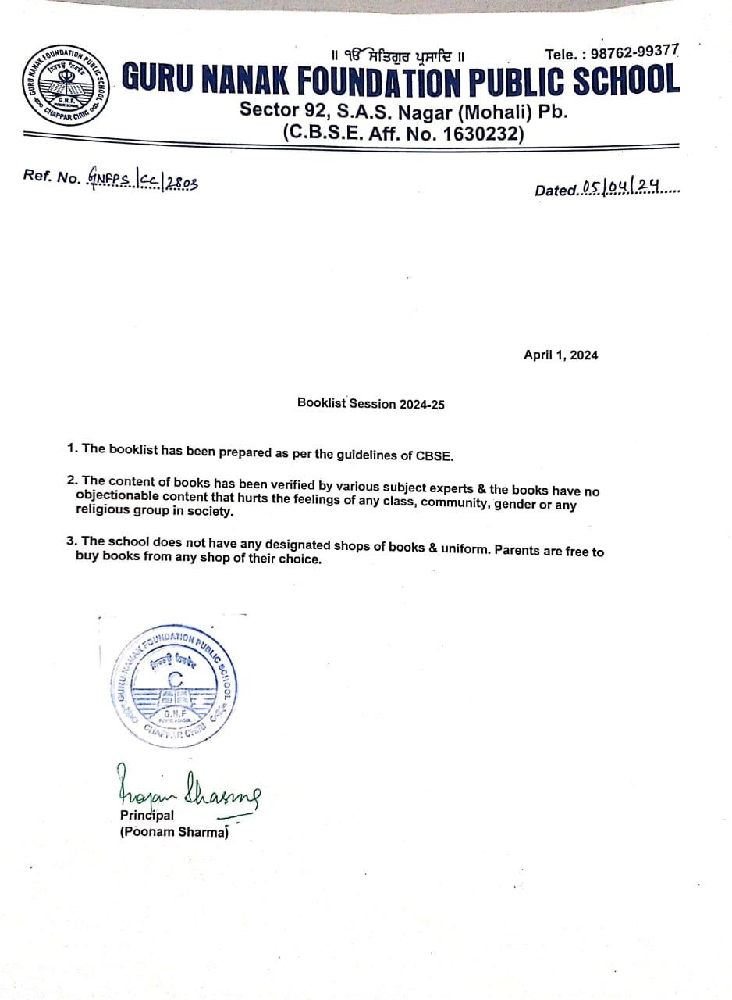 ॥ ੴ ਸਤਿਗੁਰ ਪ੍ਰਸਾਦਿ ॥
Tele. : 98762-99377
GURU NANAK FOUNDATION PUBLIC SCHOOL
Sector 92, S.A.S. Nagar (Mohali) Pb.
(C.B.S.E. Aff. No. 1630232)
GURU NANAK FOUNDATION PUBLIC SCHOOL
G.N.F.
PUBLIC SCHOOL
CHAPPAR CHIRI
Ref. No. GNFPS/CC/2803
Dated..05/04/24.....
April 1, 2024
Booklist Session 2024-25
1. The booklist has been prepared as per the guidelines of CBSE.
2. The content of books has been verified by various subject experts & the books have no
objectionable content that hurts the feelings of any class, community, gender or any
religious group in society.
3. The school does not have any designated shops of books & uniform. Parents are free to
buy books from any shop of their choice.
GURU NANAK FOUNDATION PUBLIC SCHOOL
G.N.F
PUBLIC SCHOOL
CHAPPAR CHIRI
Sharma
Principal
(Poonam Sharma)